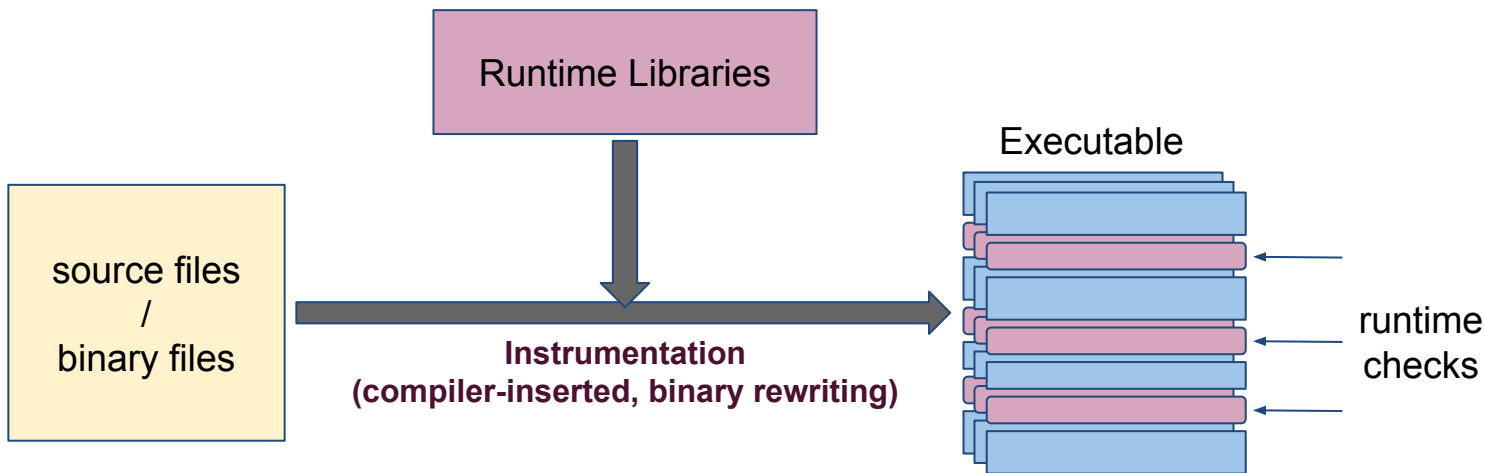 Runtime Libraries
Executable
source files
/
binary files
Instrumentation
(compiler-inserted, binary rewriting)
runtime
checks